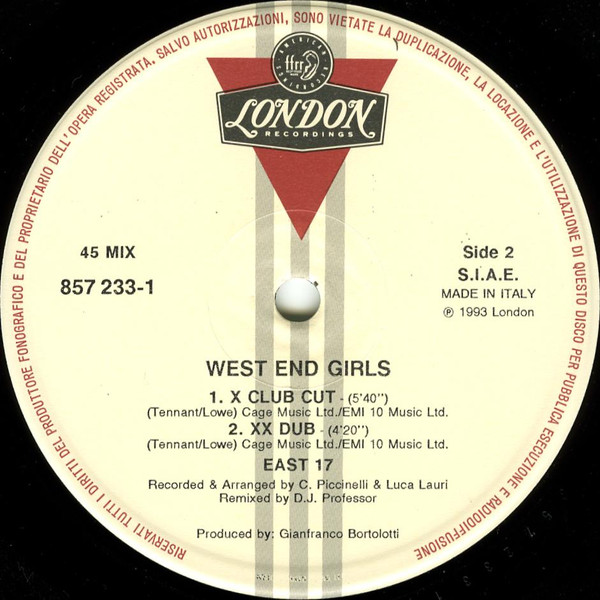 RISERVATI TUTTI I DIRITTI DEL PRODUTTORE FONOGRAFICO E DEL PROPRIETARIO DELL'OPERA REGISTRATA. SALVO AUTORIZZAZIONI, SONO VIETATE LA DUPLICAZIONE, LA LOCAZIONE E L'UTILIZZAZIONE DI QUESTO DISCO PER PUBBLICA ESECUZIONE E RADIODIFFUSIONE
ffrr
LONDON
RECORDINGS
45 MIX
857 233-1
Side 2
S.I.A.E.
MADE IN ITALY
℗ 1993 London
WEST END GIRLS
1. X CLUB CUT - (5'40")
(Tennant/Lowe) Cage Music Ltd./EMI 10 Music Ltd.
2. XX DUB - (4'20")
(Tennant/Lowe) Cage Music Ltd./EMI 10 Music Ltd.
EAST 17
Recorded & Arranged by C. Piccinelli & Luca Lauri
Remixed by D.J. Professor
Produced by: Gianfranco Bortolotti